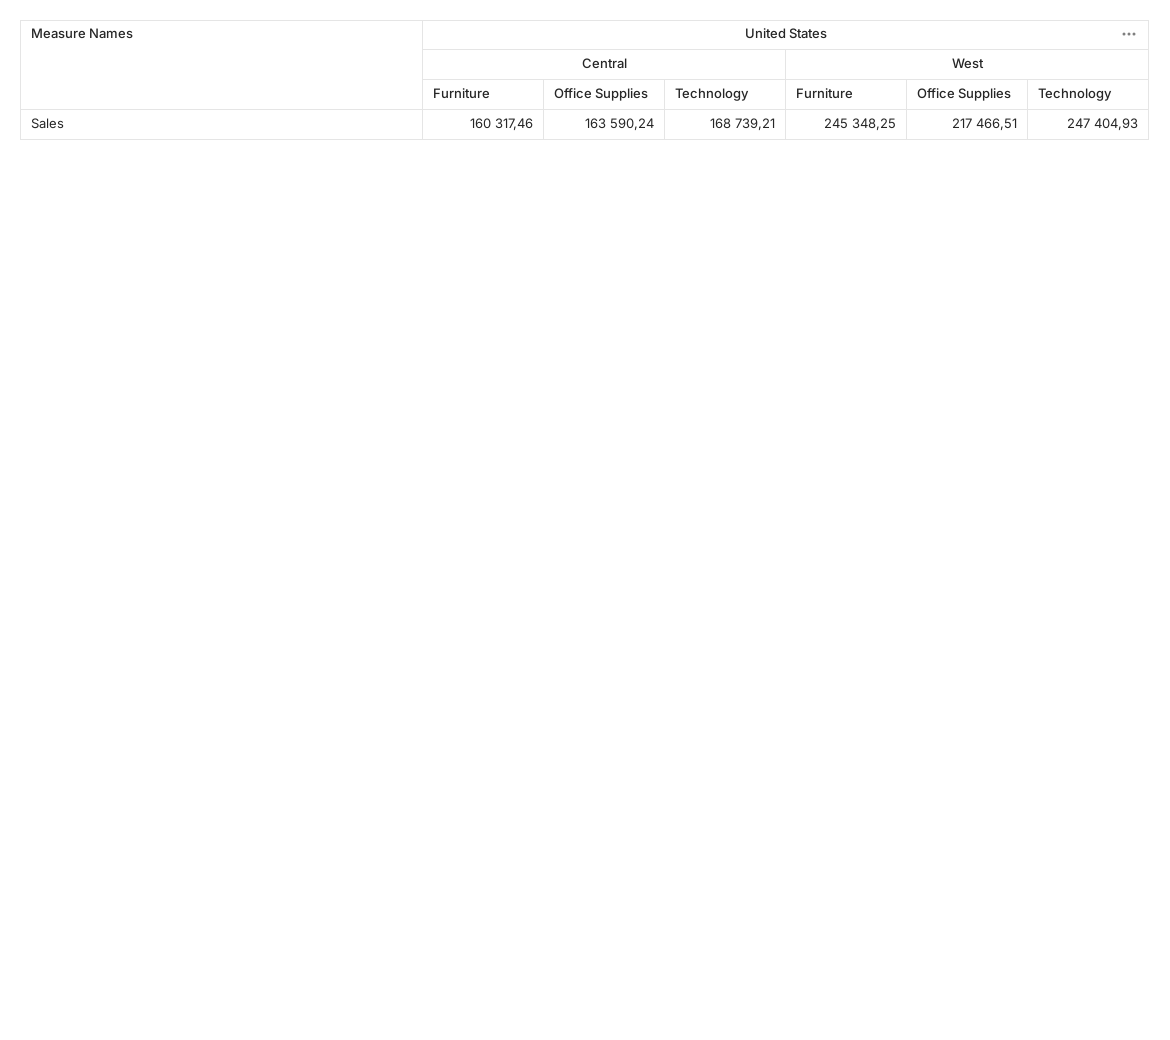 Measure Names United States
Central West
Furniture Office Supplies Technology Furniture Office Supplies Technology
Sales 160 317,46 163 590,24 168 739,21 245 348,25 217 466,51 247 404,93